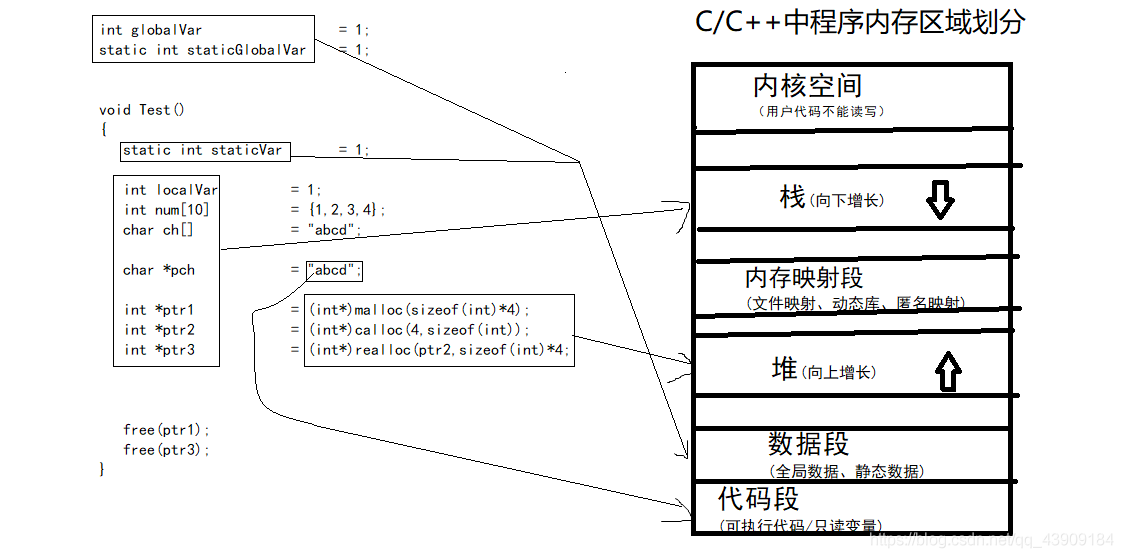 int globalVar = 1;
static int staticGlobalVar = 1;
void Test()
{
static int staticVar = 1;
int localVar = 1;
int num[10] = {1,2,3,4};
char ch[] = "abcd";
char *pch = "abcd";
int *ptr1 = (int*)malloc(sizeof(int)*4);
int *ptr2 = (int*)calloc(4,sizeof(int));
int *ptr3 = (int*)realloc(ptr2,sizeof(int)*4;
free(ptr1);
free(ptr3);
}
C/C++中程序内存区域划分
内核空间
(用户代码不能读写)
栈(向下增长)
内存映射段
(文件映射、动态库、匿名映射)
堆(向上增长)
数据段
(全局数据、静态数据)
代码段
(可执行代码/只读变量)
https://blog.csdn.net/qq_43909184